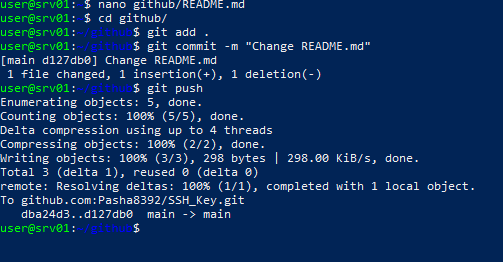 user@srv01:~$ nano github/README.md
user@srv01:~$ cd github/
user@srv01:~/github$ git add .
user@srv01:~/github$ git commit -m "Change README.md"
[main d127db0] Change README.md
 1 file changed, 1 insertion(+), 1 deletion(-)
user@srv01:~/github$ git push
Enumerating objects: 5, done.
Counting objects: 100% (5/5), done.
Delta compression using up to 4 threads
Compressing objects: 100% (2/2), done.
Writing objects: 100% (3/3), 298 bytes | 298.00 KiB/s, done.
Total 3 (delta 1), reused 0 (delta 0)
remote: Resolving deltas: 100% (1/1), completed with 1 local object.
To github.com:Pasha8392/SSH_Key.git
   dba24d3..d127db0  main -> main
user@srv01:~/github$